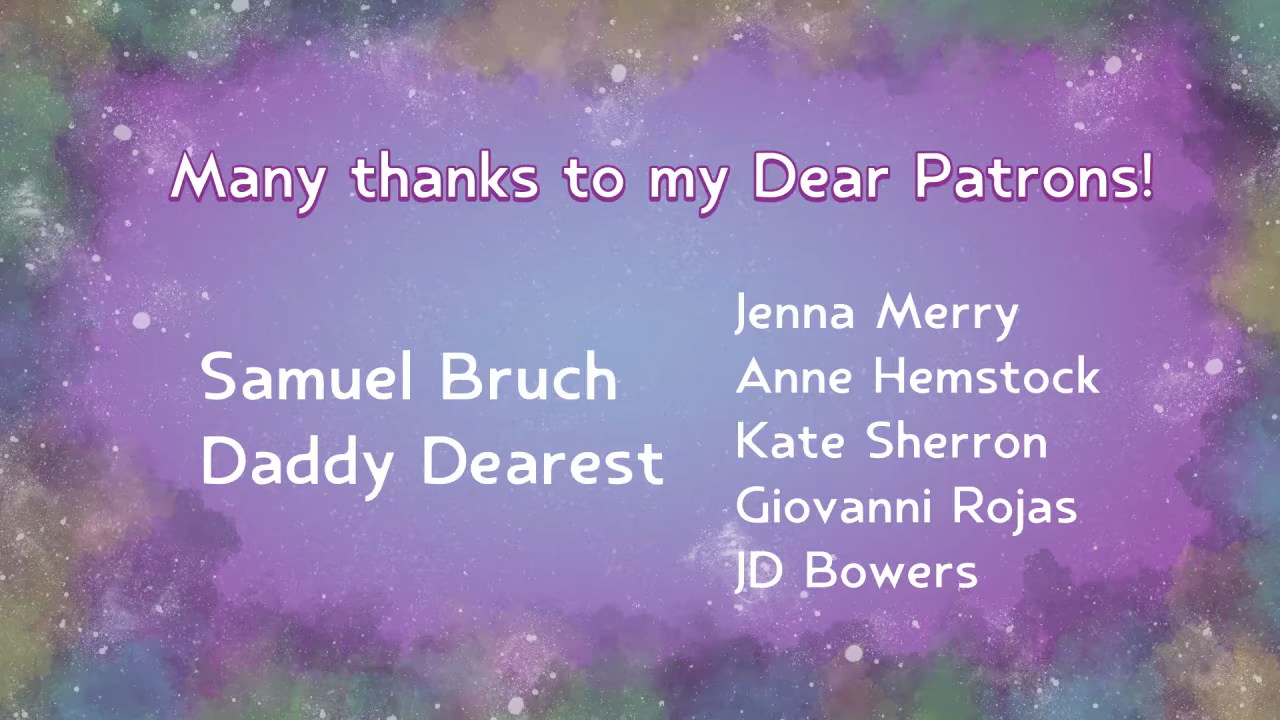 Many thanks to my Dear Patrons!
Samuel Bruch
Daddy Dearest
Jenna Merry
Anne Hemstock
Kate Sherron
Giovanni Rojas
JD Bowers